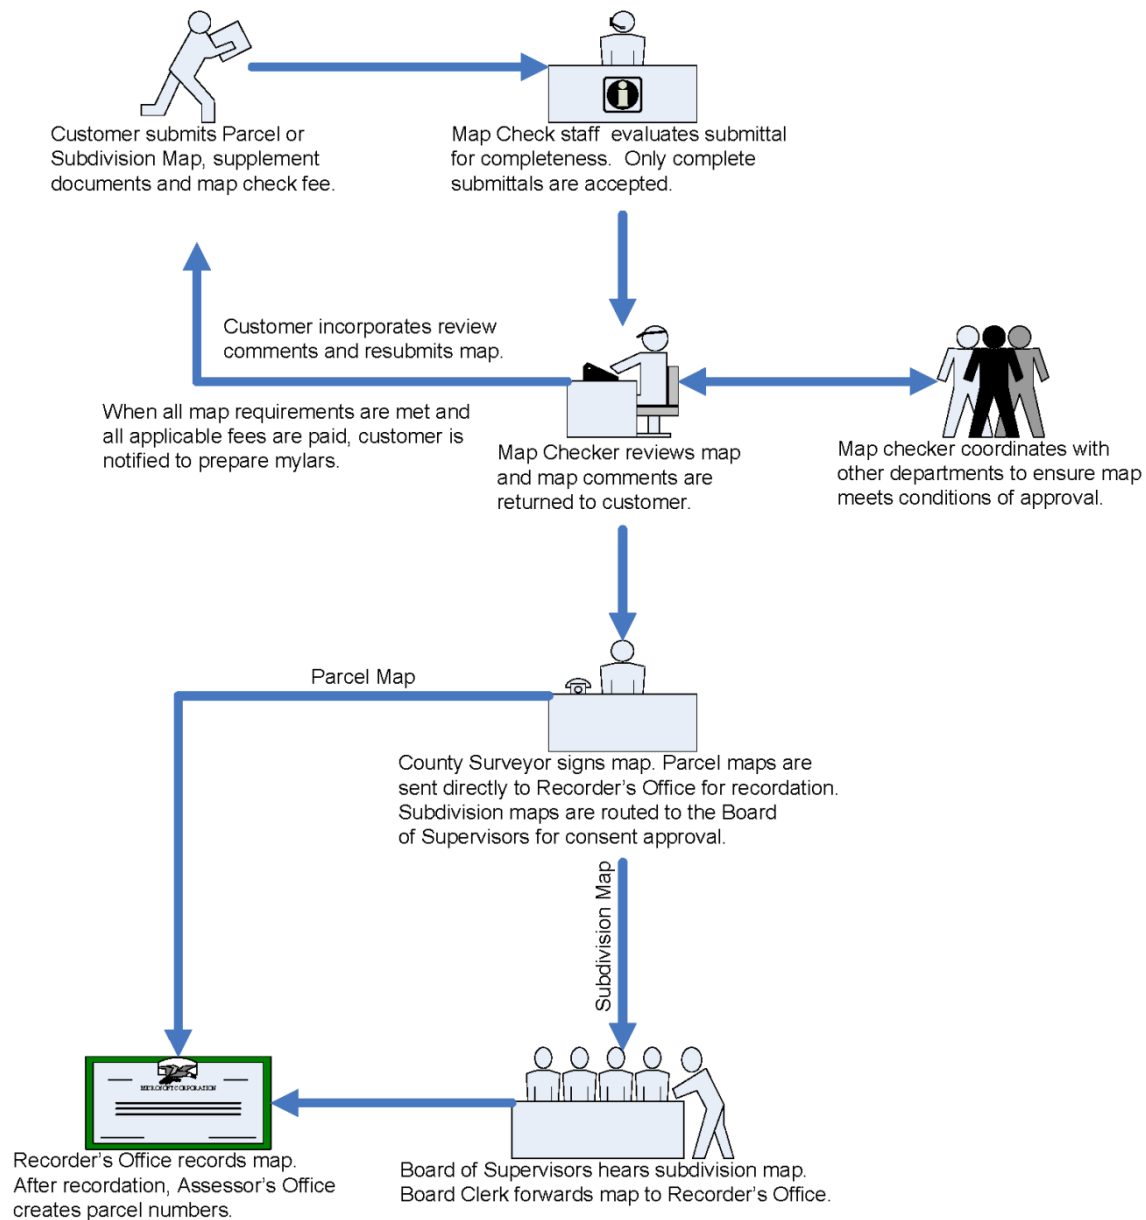 Customer submits Parcel or
Subdivision Map, supplement
documents and map check fee.
Map Check staff evaluates submittal
for completeness. Only complete
submittals are accepted.
Customer incorporates review
comments and resubmits map.
When all map requirements are met and
all applicable fees are paid, customer is
notified to prepare mylars.
Map Checker reviews map
and map comments are
returned to customer.
Map checker coordinates with
other departments to ensure map
meets conditions of approval.
Parcel Map
County Surveyor signs map. Parcel maps are
sent directly to Recorder's Office for recordation.
Subdivision maps are routed to the Board
of Supervisors for consent approval.
Subdivision Map
MICROSOFT CORPORATION
Recorder's Office records map.
After recordation, Assessor's Office
creates parcel numbers.
Board of Supervisors hears subdivision map.
Board Clerk forwards map to Recorder's Office.